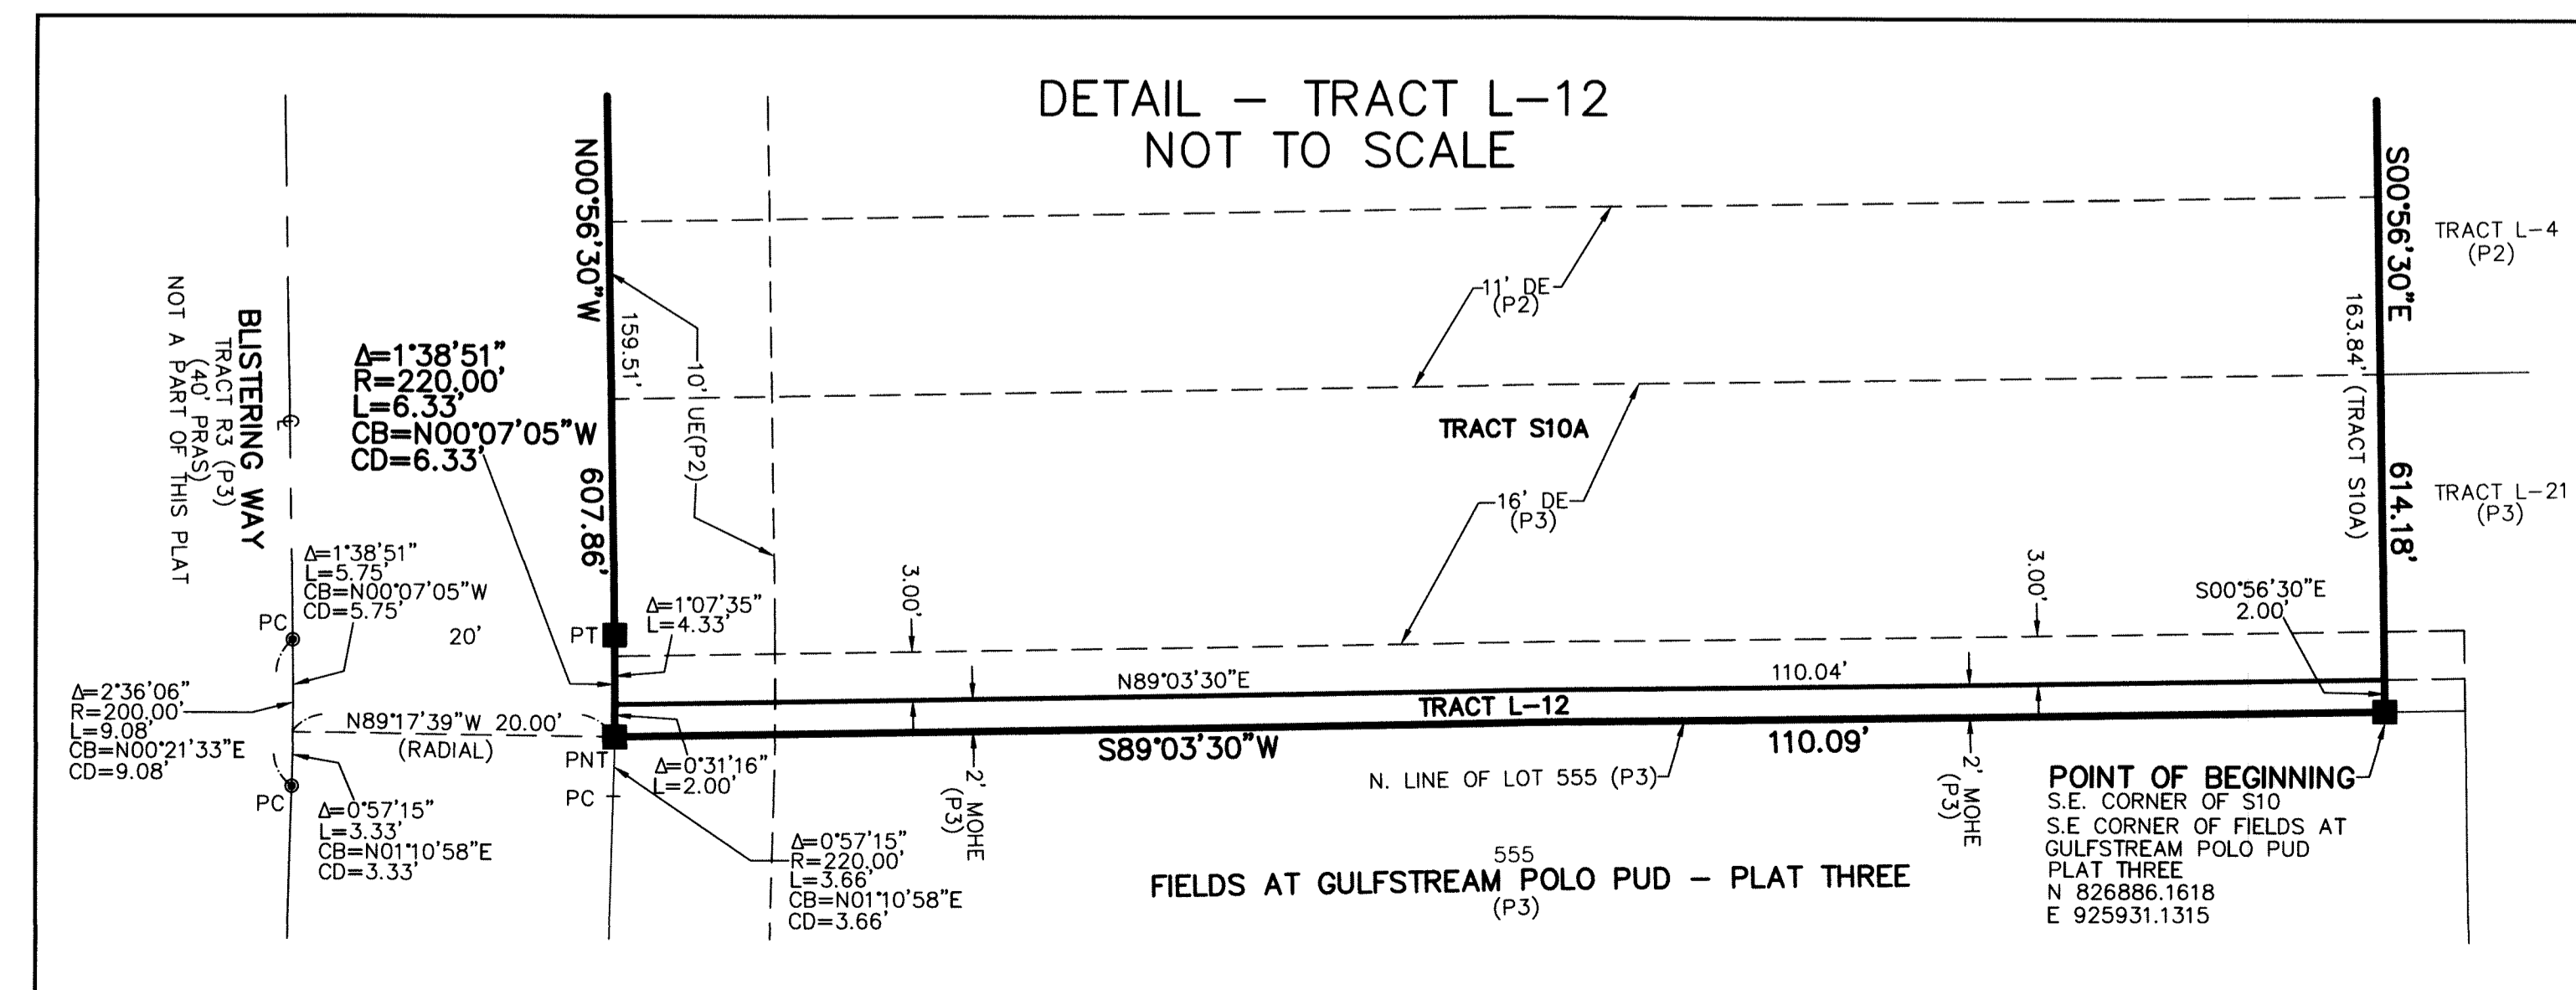 DETAIL – TRACT L–12
NOT TO SCALE
N00°56'30"W
159.51'
607.86'
S00°56'30"E
163.84' (TRACT S10A)
614.18'
TRACT L–4
(P2)
TRACT L–21
(P3)
11' DE
(P2)
TRACT S10A
16' DE
(P3)
10' UE(P2)
BLISTERING WAY
TRACT R3 (P3)
(40' PRAS)
NOT A PART OF THIS PLAT
℄
Δ=1°38'51"
R=220.00'
L=6.33'
CB=N00°07'05"W
CD=6.33'
Δ=1°38'51"
L=5.75'
CB=N00°07'05"W
CD=5.75'
PC
20'
PT
Δ=1°07'35"
L=4.33'
3.00'
3.00'
S00°56'30"E
2.00'
Δ=2°36'06"
R=200.00'
L=9.08'
CB=N00°21'33"E
CD=9.08'
N89°17'39"W 20.00'
(RADIAL)
N89°03'30"E
110.04'
TRACT L–12
S89°03'30"W
110.09'
PNT
PC
PC
Δ=0°31'16"
L=2.00'
Δ=0°57'15"
L=3.33'
CB=N01°10'58"E
CD=3.33'
Δ=0°57'15"
R=220.00'
L=3.66'
CB=N01°10'58"E
CD=3.66'
2' MOHE
(P3)
N. LINE OF LOT 555 (P3)
2' MOHE
(P3)
555
FIELDS AT GULFSTREAM POLO PUD – PLAT THREE
(P3)
POINT OF BEGINNING
S.E. CORNER OF S10
S.E CORNER OF FIELDS AT
GULFSTREAM POLO PUD
PLAT THREE
N 826886.1618
E 925931.1315